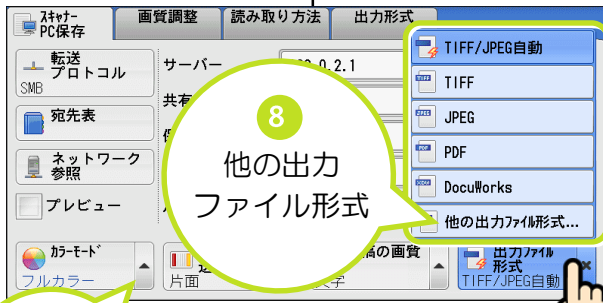 スキャナー
PC保存
画質調整
読み取り方法
出力形式
転送
プロトコル
SMB
サーバー
.0.2.1
宛先表
共有
ネットワーク
参照
プレビュー
カラーモード
フルカラー
片面
の画質
出力ファイル
形式
TIFF/JPEG自動
TIFF/JPEG自動
TIFF
JPEG
PDF
DocuWorks
他の出力ファイル形式...
8
他の出力
ファイル形式